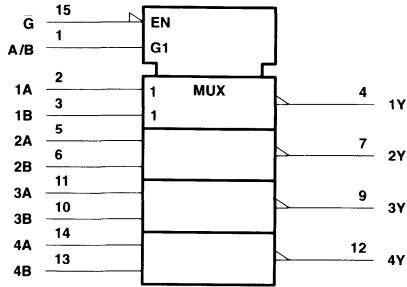 G̅ 15 EN
A/B 1 G1
1A 2 1 MUX 4 1Y
1B 3 1
2A 5 7 2Y
2B 6
3A 11 9 3Y
3B 10
4A 14 12 4Y
4B 13